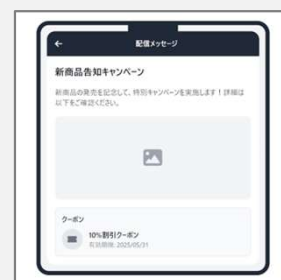 配信メッセージ
新商品告知キャンペーン
新商品の発売を記念して、特別キャンペーンを実施します！詳細は
以下をご確認ください。
クーポン
10%割引クーポン
有効期限: 2025/05/31